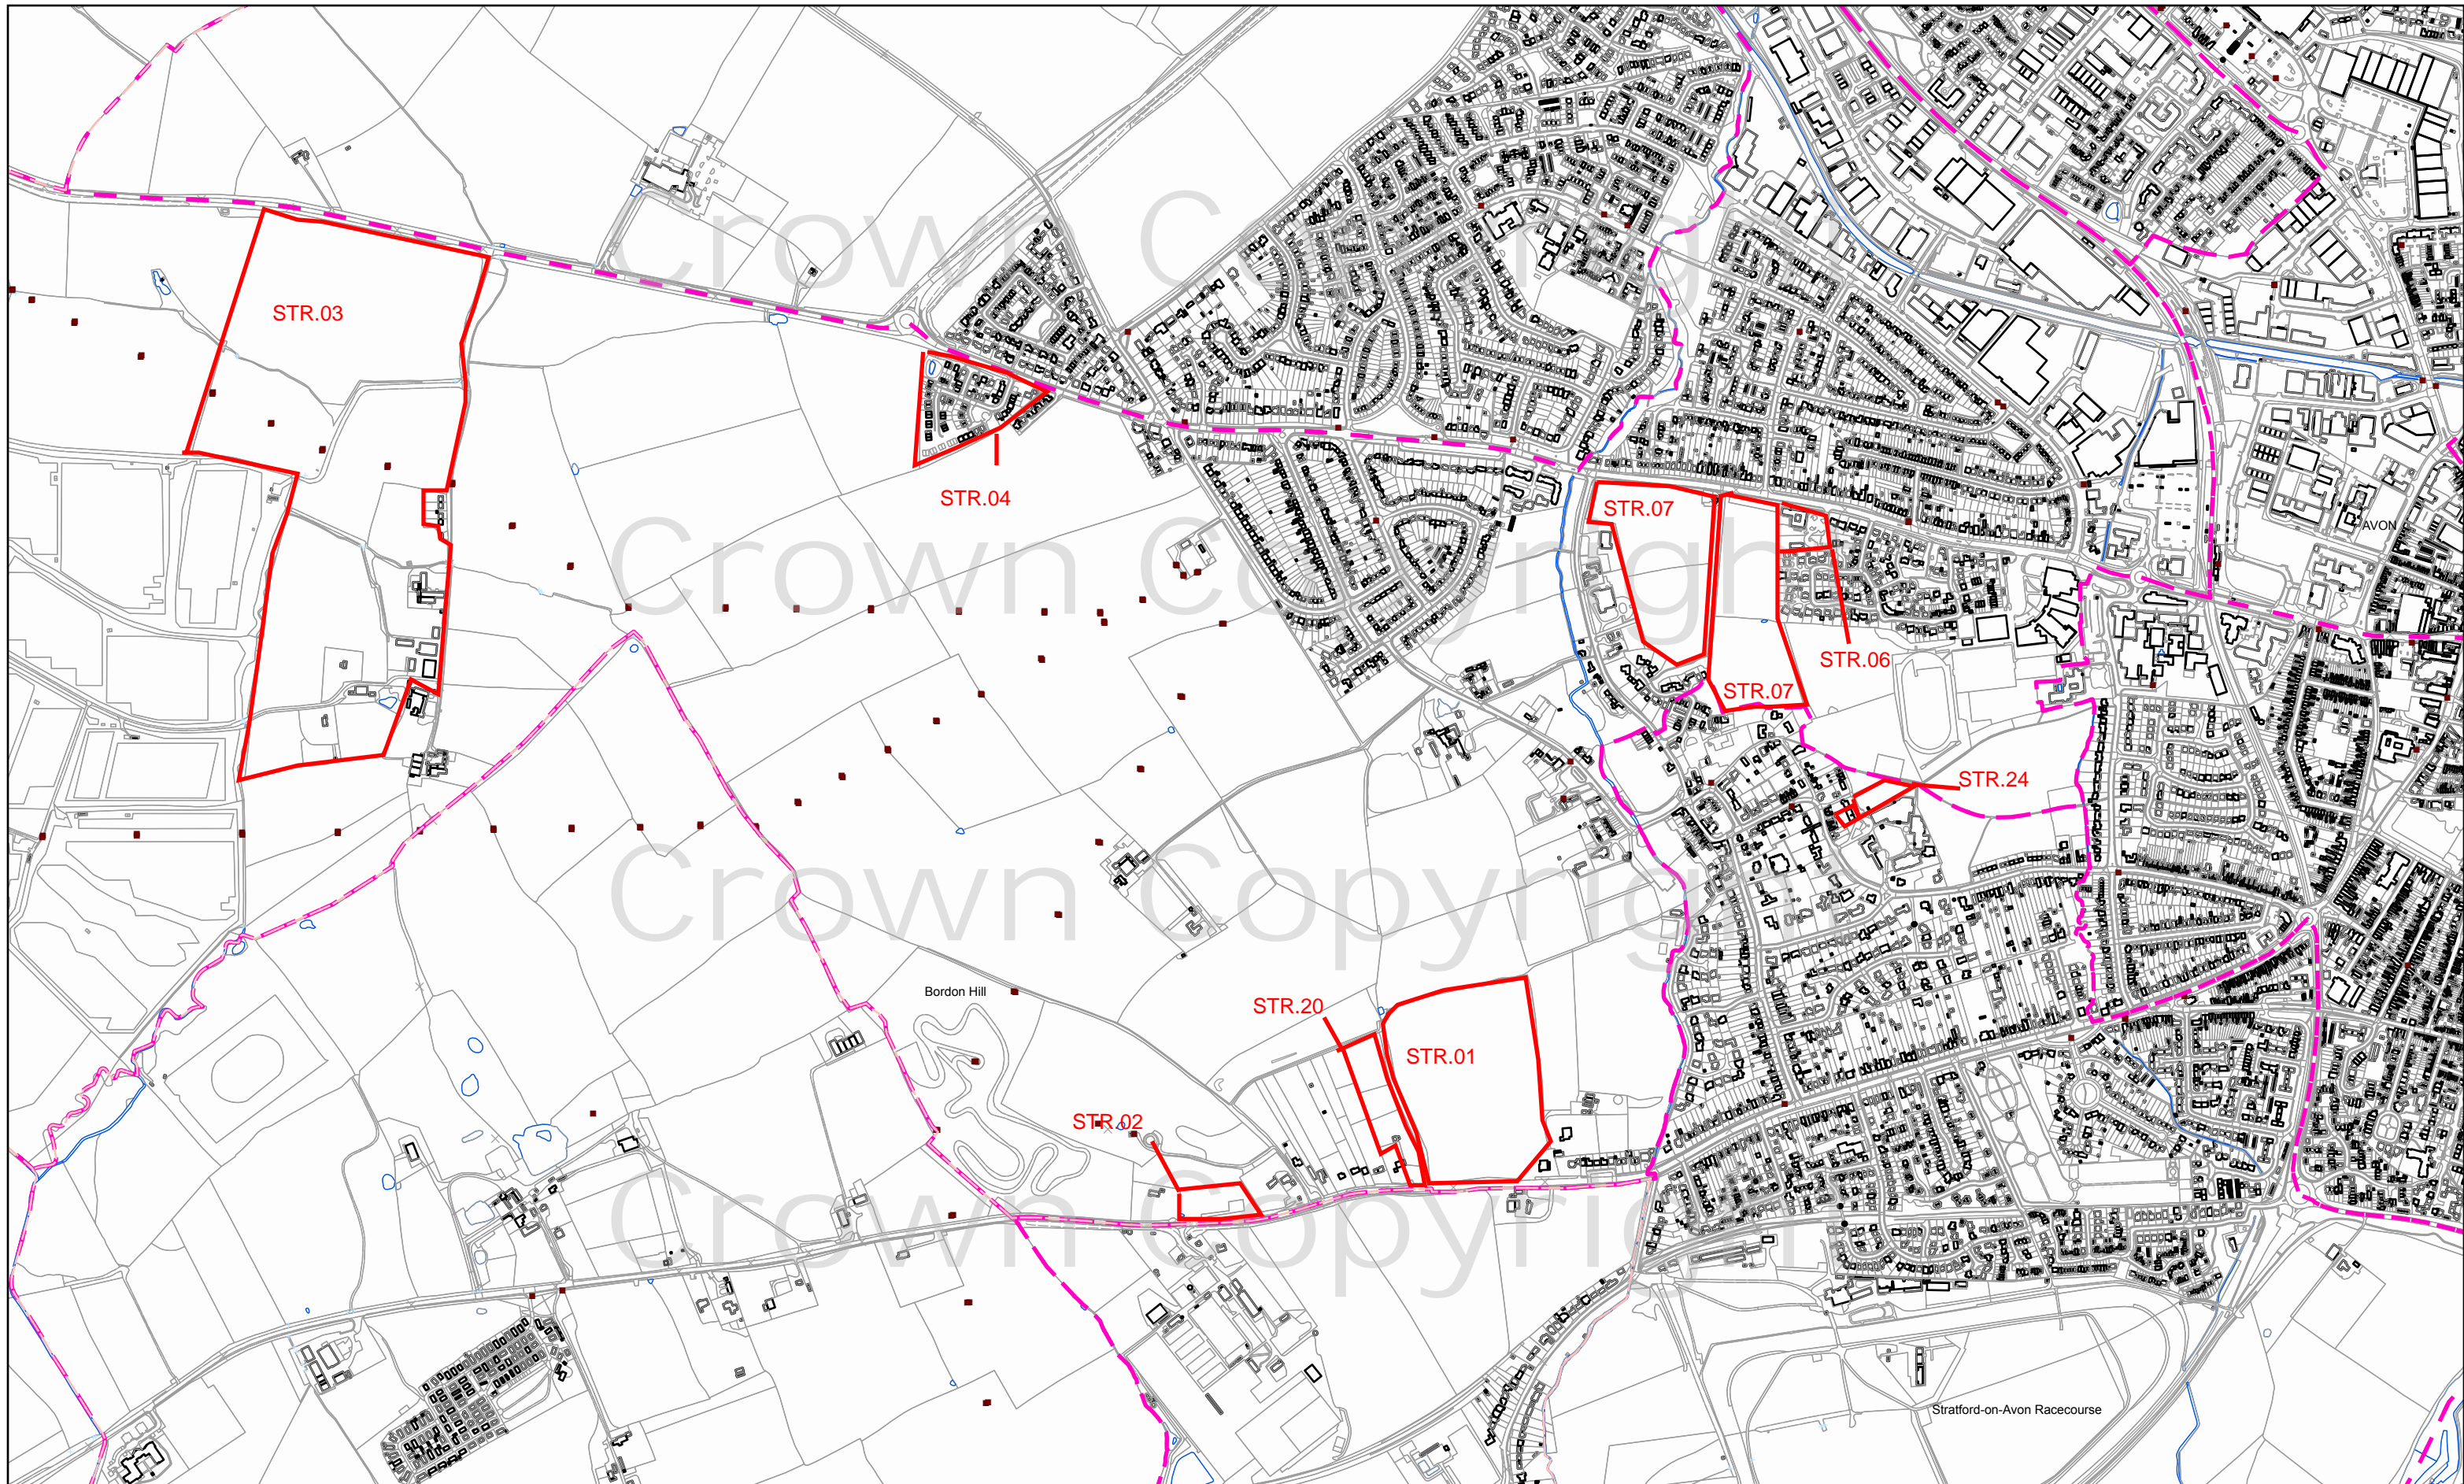 Crown Copyright
STR.03
STR.04
STR.07
AVON
Crown Copyright
STR.06
STR.07
STR.24
Crown Copyright
Bordon Hill
STR.20
STR.01
STR.02
Crown Copyright
Stratford-on-Avon Racecourse